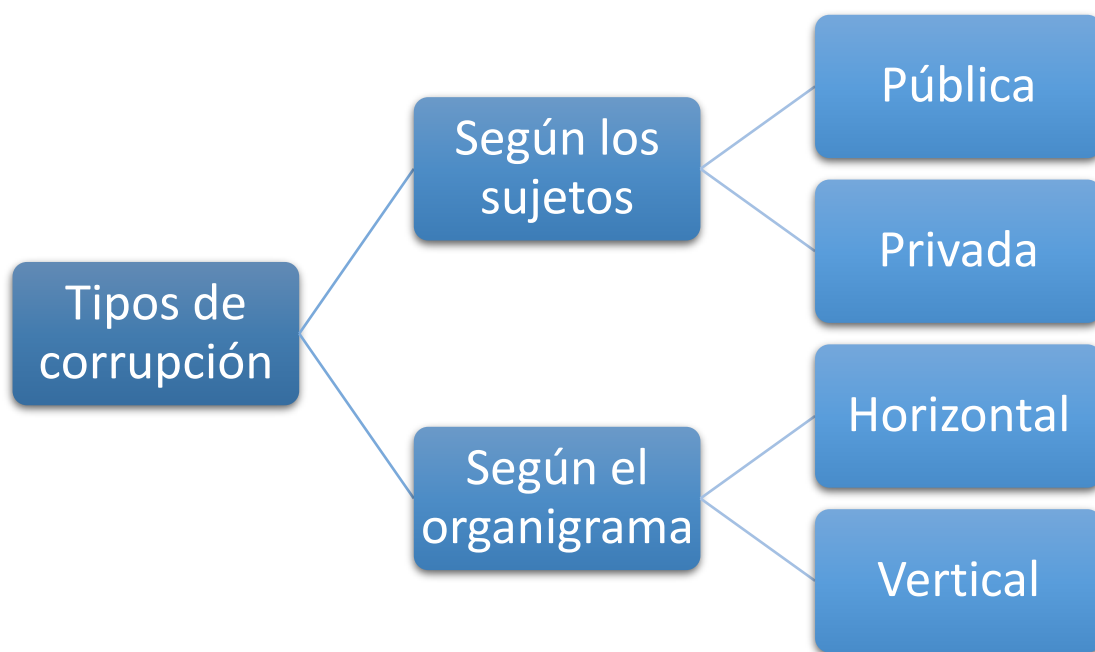 Tipos de
corrupción
Según los
sujetos
Pública
Privada
Según el
organigrama
Horizontal
Vertical